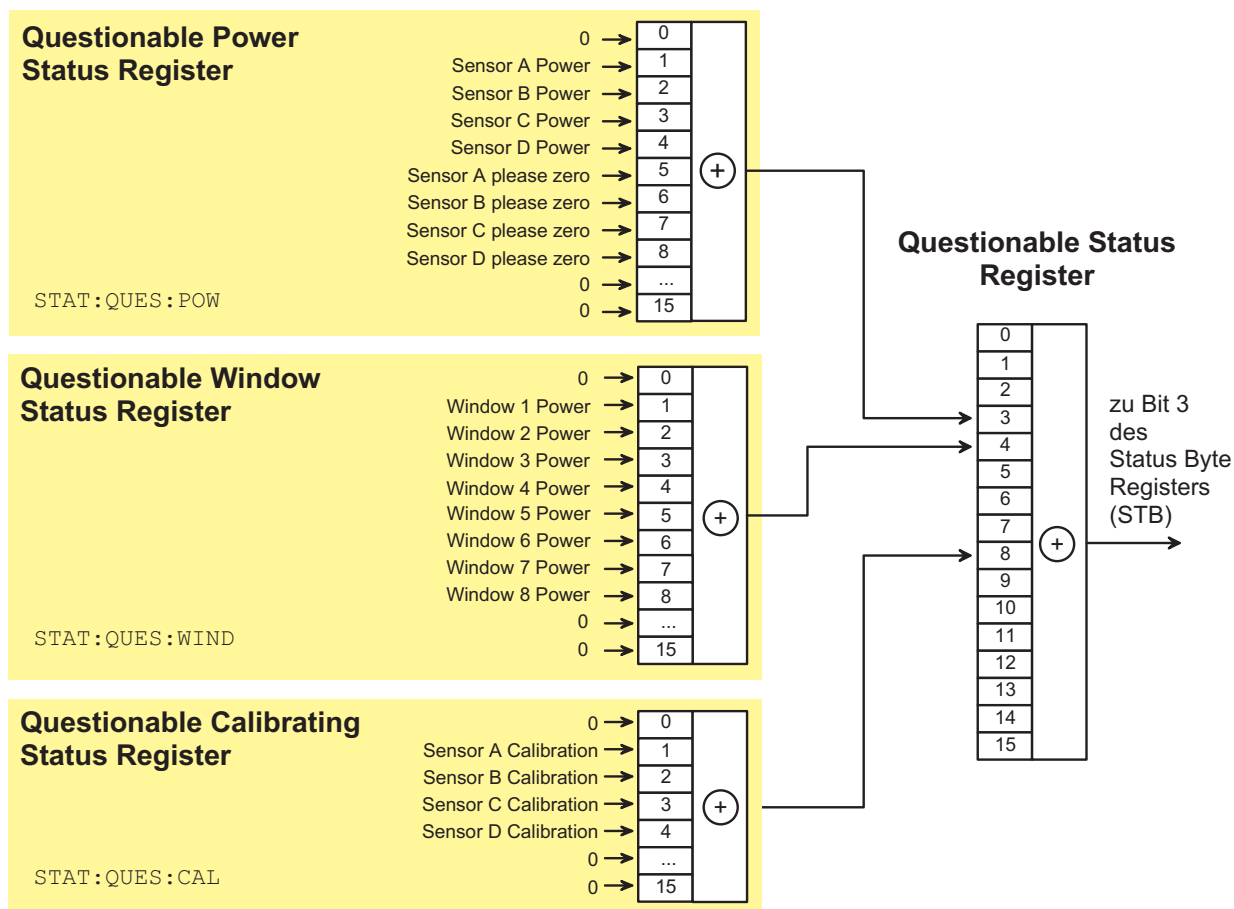 Questionable Power
Status Register
0 0
Sensor A Power 1
Sensor B Power 2
Sensor C Power 3
Sensor D Power 4
Sensor A please zero 5
Sensor B please zero 6
Sensor C please zero 7
Sensor D please zero 8
0 ...
0 15
+
STAT:QUES:POW
Questionable Window
Status Register
0 0
Window 1 Power 1
Window 2 Power 2
Window 3 Power 3
Window 4 Power 4
Window 5 Power 5
Window 6 Power 6
Window 7 Power 7
Window 8 Power 8
0 ...
0 15
+
STAT:QUES:WIND
Questionable Calibrating
Status Register
0 0
Sensor A Calibration 1
Sensor B Calibration 2
Sensor C Calibration 3
Sensor D Calibration 4
0 ...
0 15
+
STAT:QUES:CAL
Questionable Status
Register
0
1
2
3
4
5
6
7
8
9
10
11
12
13
14
15
+
zu Bit 3
des
Status Byte
Registers
(STB)